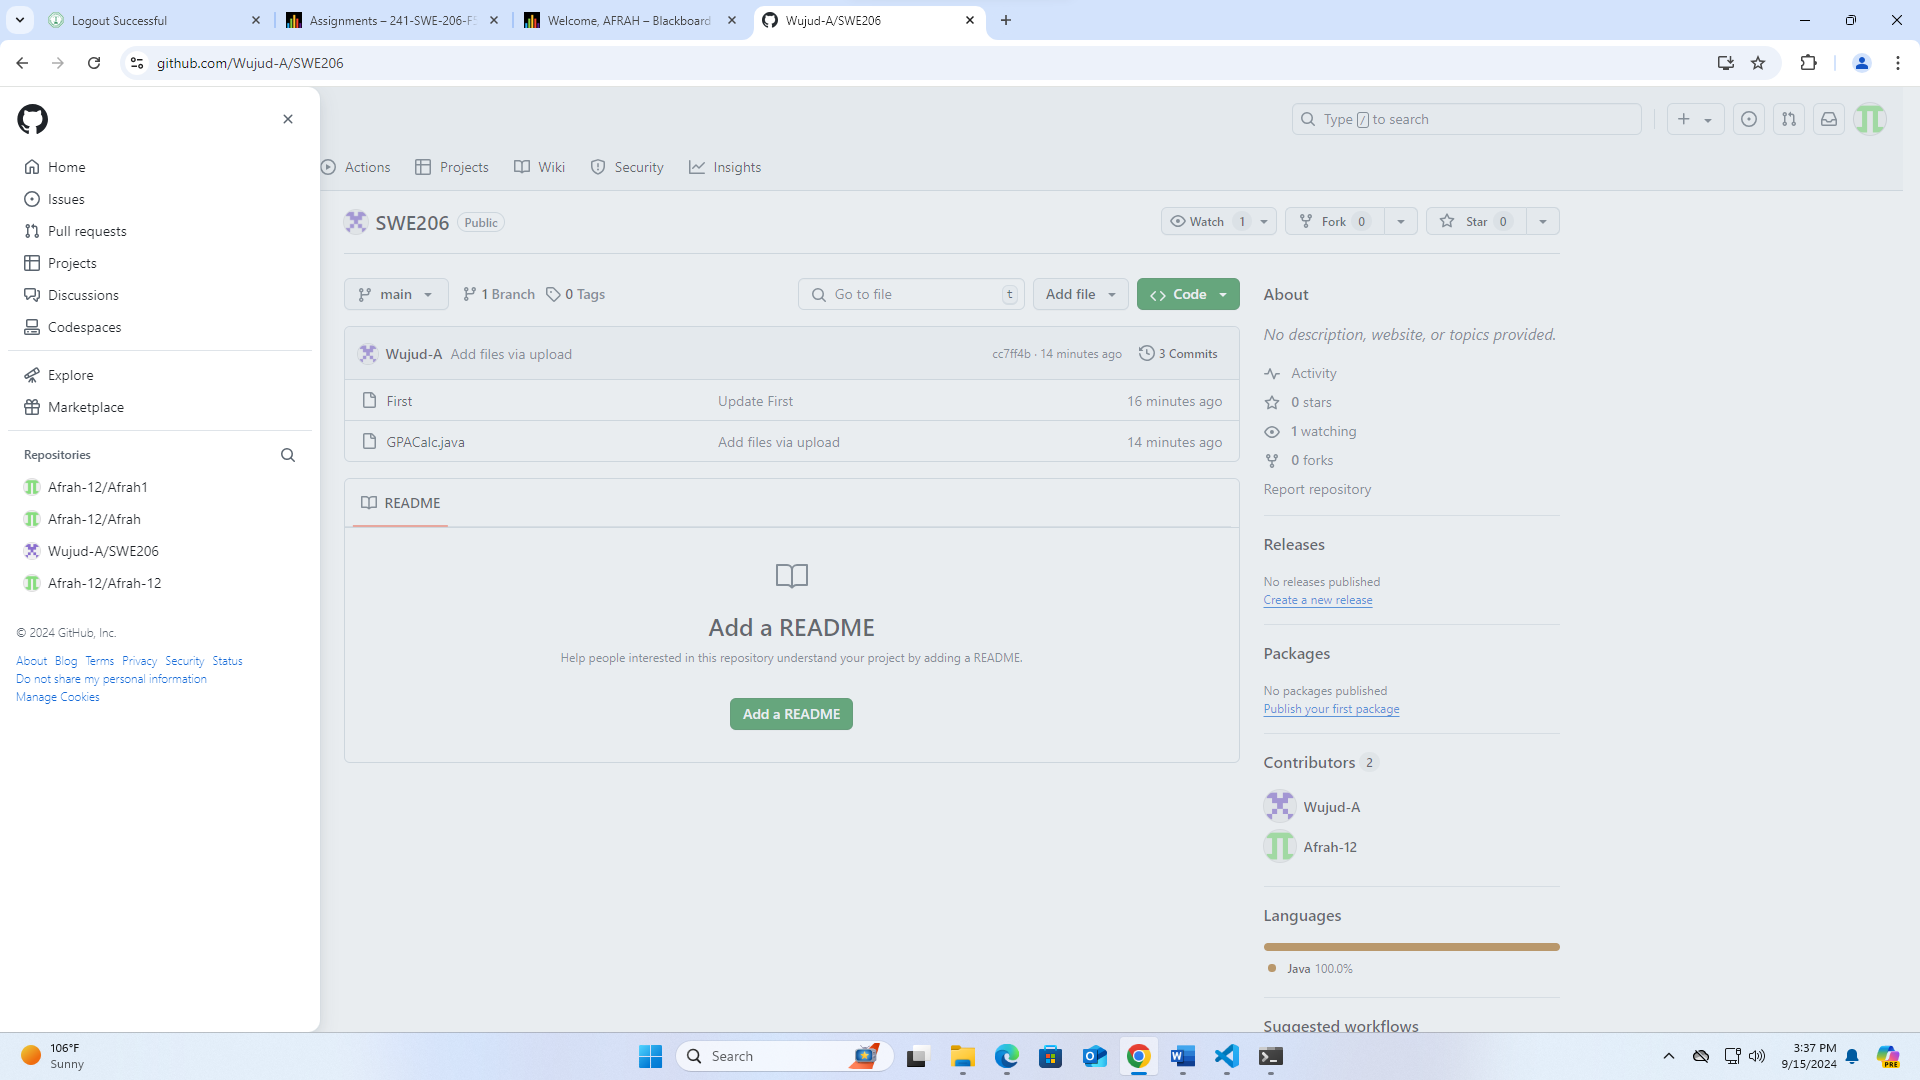 Logout Successful
Assignments – 241-SWE-206-F5
Welcome, AFRAH – Blackboard
Wujud-A/SWE206
github.com/Wujud-A/SWE206
Type / to search
Home
Issues
Pull requests
Projects
Discussions
Codespaces
Explore
Marketplace
Repositories
Afrah-12/Afrah1
Afrah-12/Afrah
Wujud-A/SWE206
Afrah-12/Afrah-12
© 2024 GitHub, Inc.
About Blog Terms Privacy Security Status
Do not share my personal information
Manage Cookies
Actions Projects Wiki Security Insights
SWE206 Public
Watch 1 Fork 0 Star 0
main 1 Branch 0 Tags Go to file t Add file Code
Wujud-A Add files via upload cc7ff4b · 14 minutes ago 3 Commits
First Update First 16 minutes ago
GPACalc.java Add files via upload 14 minutes ago
README
Add a README
Help people interested in this repository understand your project by adding a README.
Add a README
About
No description, website, or topics provided.
Activity
0 stars
1 watching
0 forks
Report repository
Releases
No releases published
Create a new release
Packages
No packages published
Publish your first package
Contributors 2
Wujud-A
Afrah-12
Languages
Java 100.0%
Suggested workflows
106°F
Sunny
Search
3:37 PM
9/15/2024
PRE